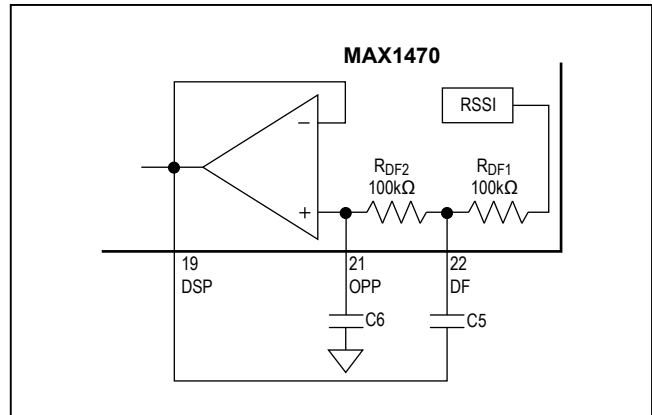 MAX1470
RSSI
RDF2
100kΩ
RDF1
100kΩ
−
+
19
DSP
21
OPP
22
DF
C6
C5